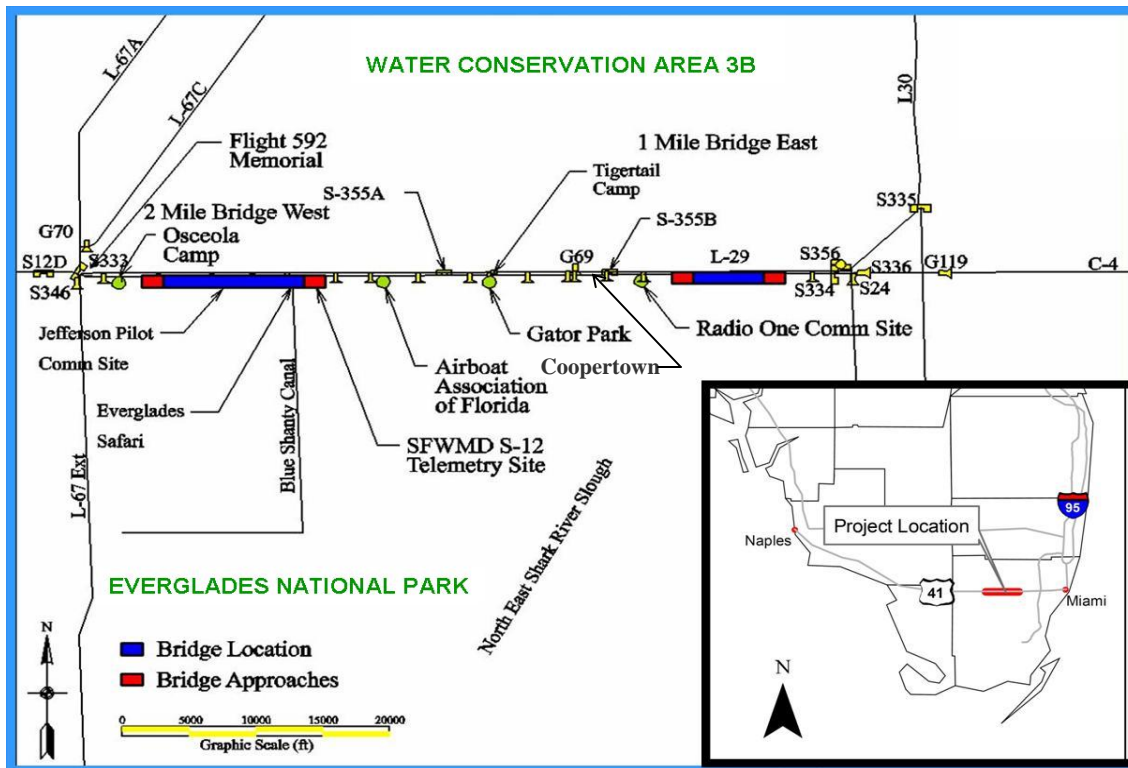 WATER CONSERVATION AREA 3B
L-67A
L-67C
L30
Flight 592
Memorial
1 Mile Bridge East
Tigertail
Camp
S-355A
S335
2 Mile Bridge West
Osceola
Camp
S-355B
G70
S12D
S333
G69
L-29
S356
S336
G119
C-4
S346
S334
S24
Jefferson Pilot
Comm Site
Gator Park
Radio One Comm Site
Coopertown
Airboat
Association
of Florida
Everglades
Safari
Blue Shanty Canal
SFWMD S-12
Telemetry Site
L-67 Ext
North East Shark River Slough
EVERGLADES NATIONAL PARK
N
Bridge Location
Bridge Approaches
0 5000 10000 15000 20000
Graphic Scale (ft)
95
Project Location
Naples
41
Miami
N